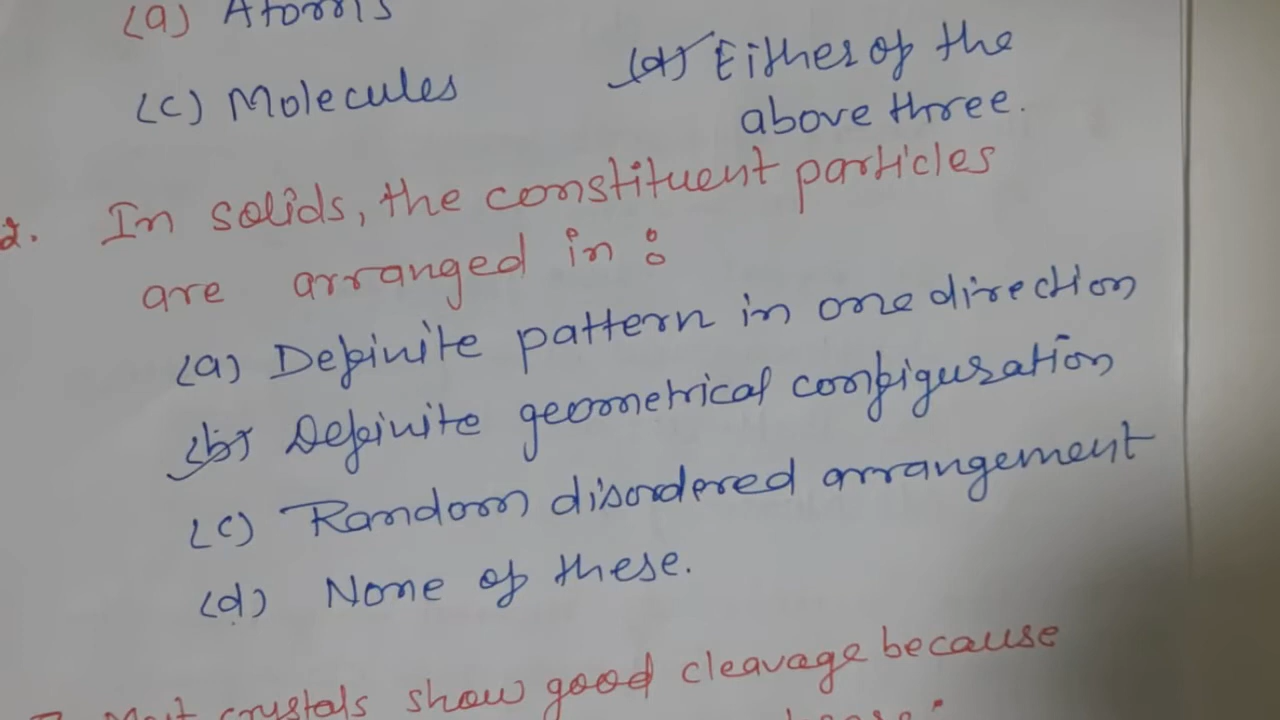 (a) Atoms
(c) Molecules (d) Either of the
above three.
2. In solids, the constituent particles
are arranged in :
(a) Definite pattern in one direction
(b) Definite geometrical configuration
(c) Random disordered arrangement
(d) None of these.
Most crystals show good cleavage because